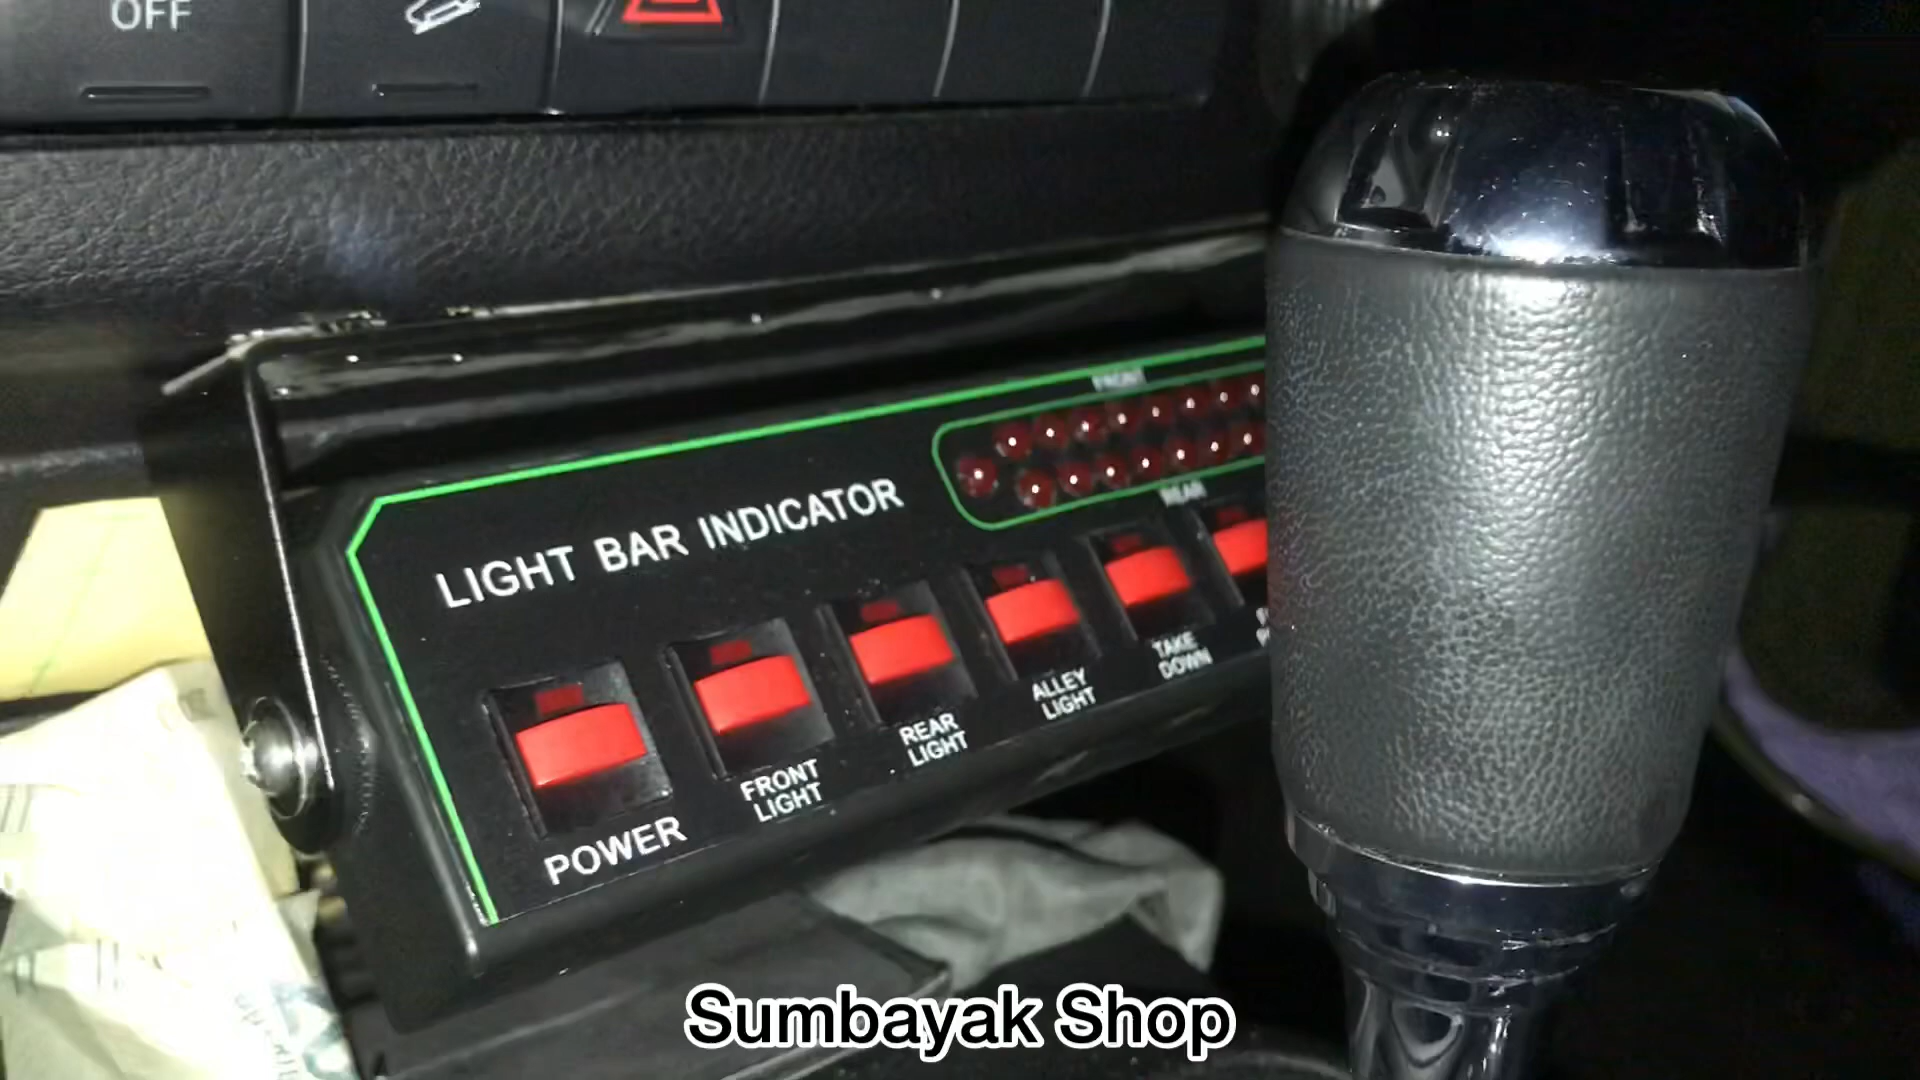 OFF
FRONT
LIGHT BAR INDICATOR
REAR
POWER
FRONT
LIGHT
REAR
LIGHT
ALLEY
LIGHT
TAKE
DOWN
Sumbayak Shop